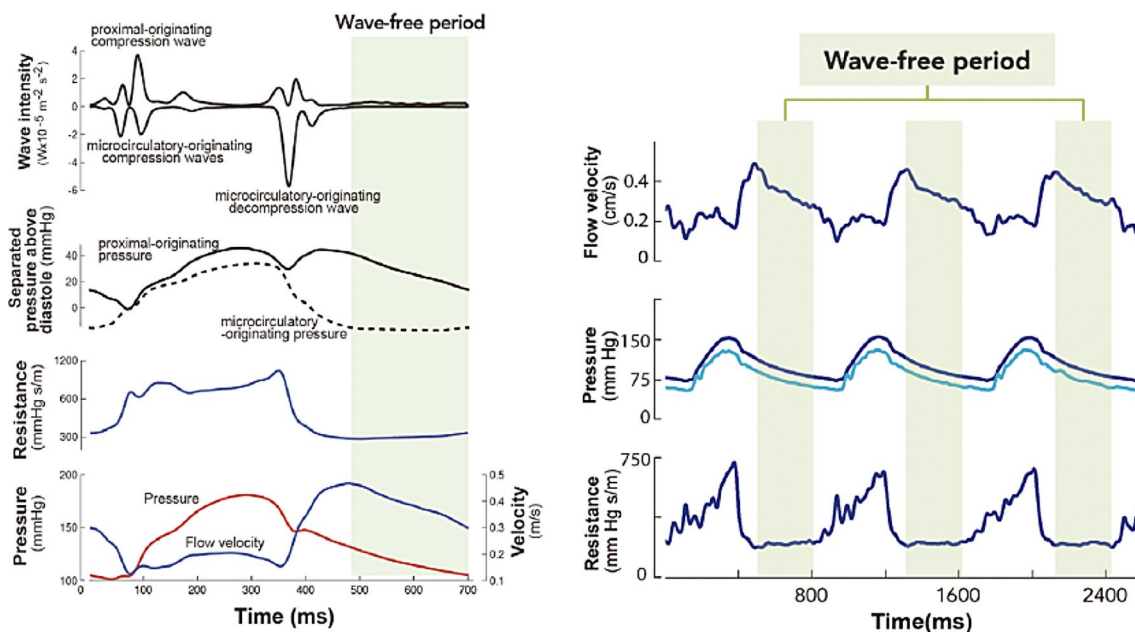 Wave-free period
proximal-originating
compression wave
Wave intensity
(Wx10⁻⁵ m⁻² s⁻²)
4
2
0
-2
-4
-6
microcirculatory-originating
compression waves
microcirculatory-originating
decompression wave
Separated
pressure above
diastole (mmHg)
40
20
0
proximal-originating
pressure
microcirculatory
-originating pressure
Resistance
(mmHg s/m)
1200
600
300
Pressure
(mmHg)
200
150
100
Pressure
Flow velocity
0.5
0.4
0.3
0.2
0.1
Velocity
(m/s)
0
100
200
300
400
500
600
700
Time (ms)
Wave-free period
Flow velocity
(cm/s)
0.4
0.2
0
Pressure
(mm Hg)
150
75
0
Resistance
(mm Hg s/m)
750
0
800
1600
2400
Time(ms)